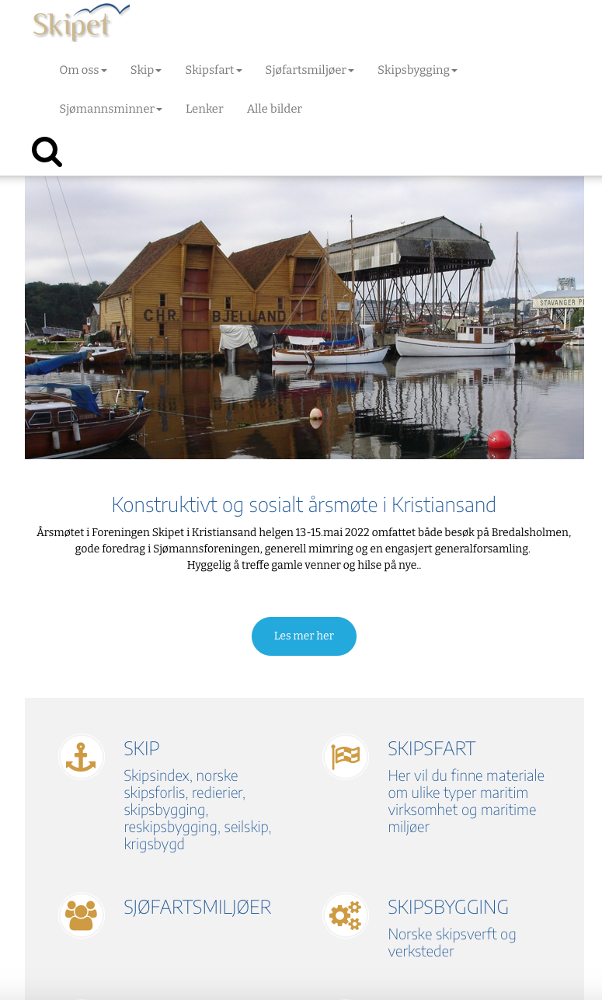 Skipet
Om oss Skip Skipsfart Sjøfartsmiljøer Skipsbygging
Sjømannsminner Lenker Alle bilder
CHR. BJELLAND
STAVANGER
Konstruktivt og sosialt årsmøte i Kristiansand
Årsmøtet i Foreningen Skipet i Kristiansand helgen 13-15.mai 2022 omfattet både besøk på Bredalsholmen,
gode foredrag i Sjømannsforeningen, generell mimring og en engasjert generalforsamling.
Hyggelig å treffe gamle venner og hilse på nye..
Les mer her
SKIP
Skipsindex, norske
skipsforlis, redierier,
skipsbygging,
reskipsbygging, seilskip,
krigsbygd
SKIPSFART
Her vil du finne materiale
om ulike typer maritim
virksomhet og maritime
miljøer
SJØFARTSMILJØER
SKIPSBYGGING
Norske skipsverft og
verksteder